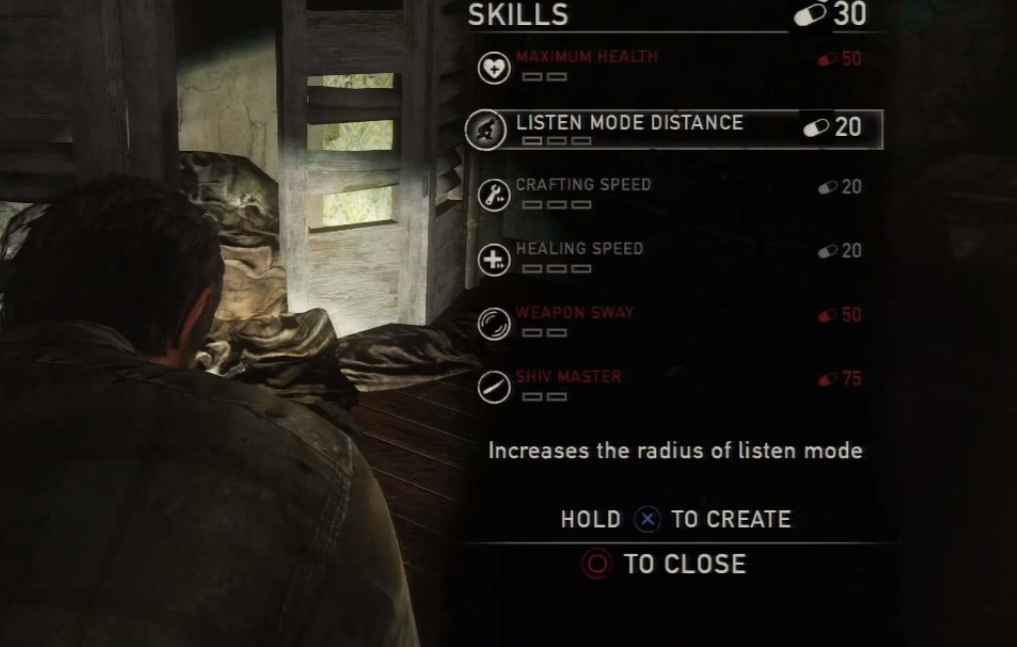 SKILLS 30
MAXIMUM HEALTH 50
LISTEN MODE DISTANCE 20
CRAFTING SPEED 20
HEALING SPEED 20
WEAPON SWAY 50
SHIV MASTER 75
Increases the radius of listen mode
HOLD X TO CREATE
TO CLOSE